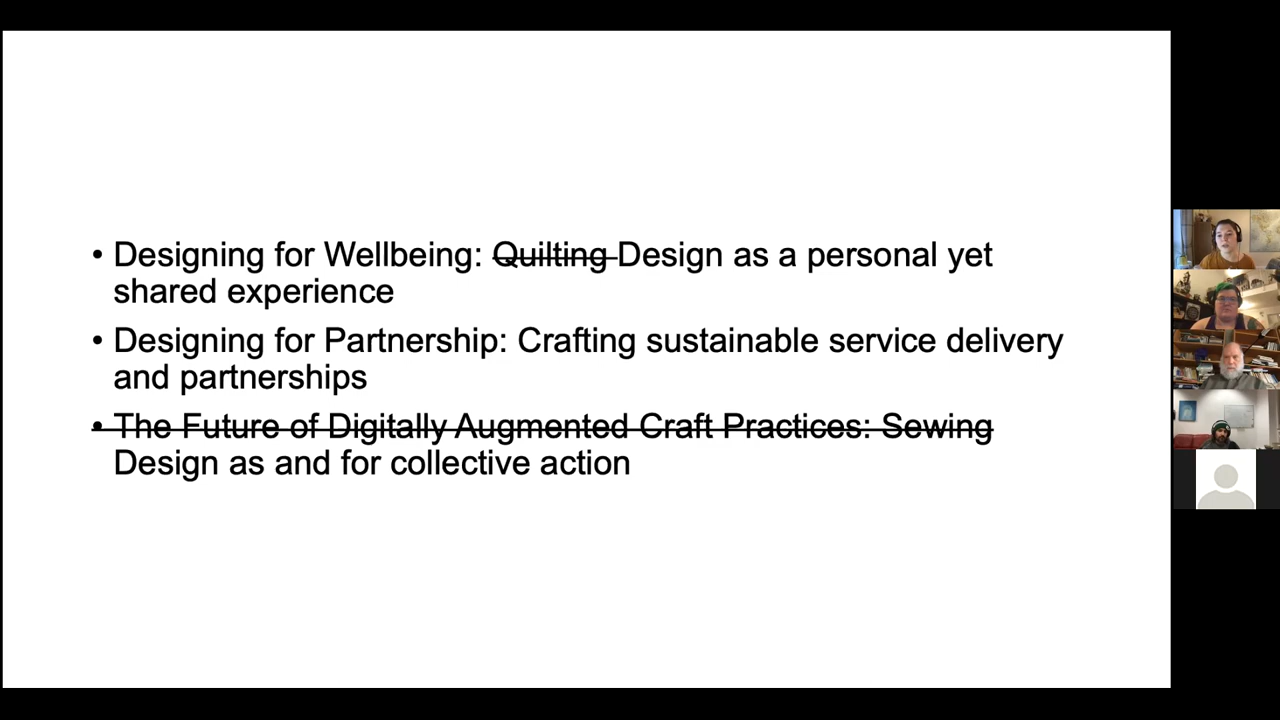 • Designing for Wellbeing: Quilting Design as a personal yet
shared experience
• Designing for Partnership: Crafting sustainable service delivery
and partnerships
• The Future of Digitally Augmented Craft Practices: Sewing
Design as and for collective action